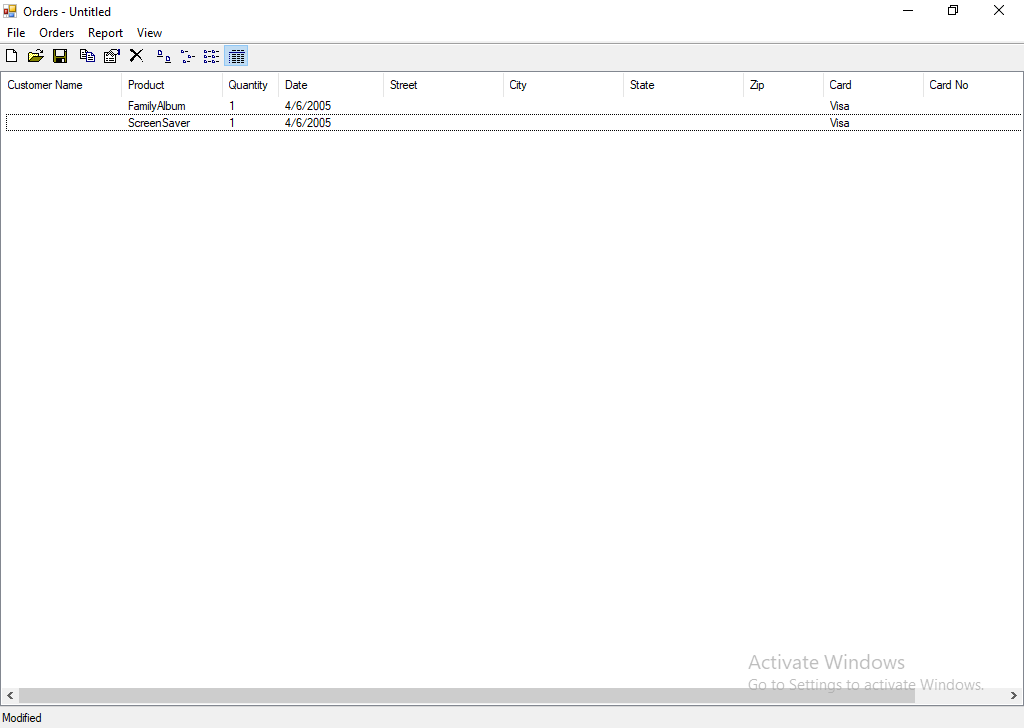 Orders - Untitled
File Orders Report View
Customer Name Product Quantity Date Street City State Zip Card Card No
FamilyAlbum 1 4/6/2005 Visa
ScreenSaver 1 4/6/2005 Visa
Activate Windows
Go to Settings to activate Windows.
Modified